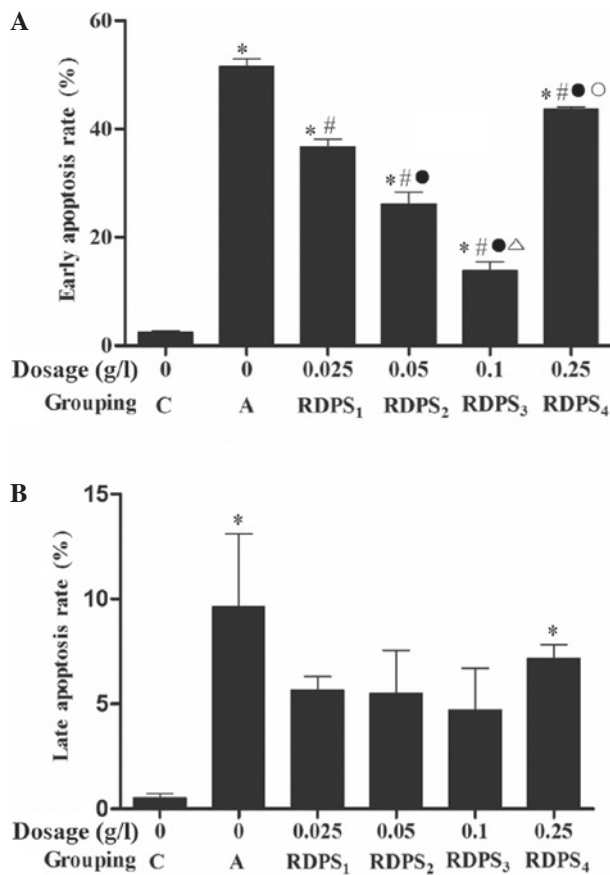 A
Early apoptosis rate (%)
60
40
20
0
*
* #
* # ●
* # ● △
* # ● ○
Dosage (g/l) 0 0 0.025 0.05 0.1 0.25
Grouping C A RDPS₁ RDPS₂ RDPS₃ RDPS₄
B
Late apoptosis rate (%)
15
10
5
0
*
*
Dosage (g/l) 0 0 0.025 0.05 0.1 0.25
Grouping C A RDPS₁ RDPS₂ RDPS₃ RDPS₄